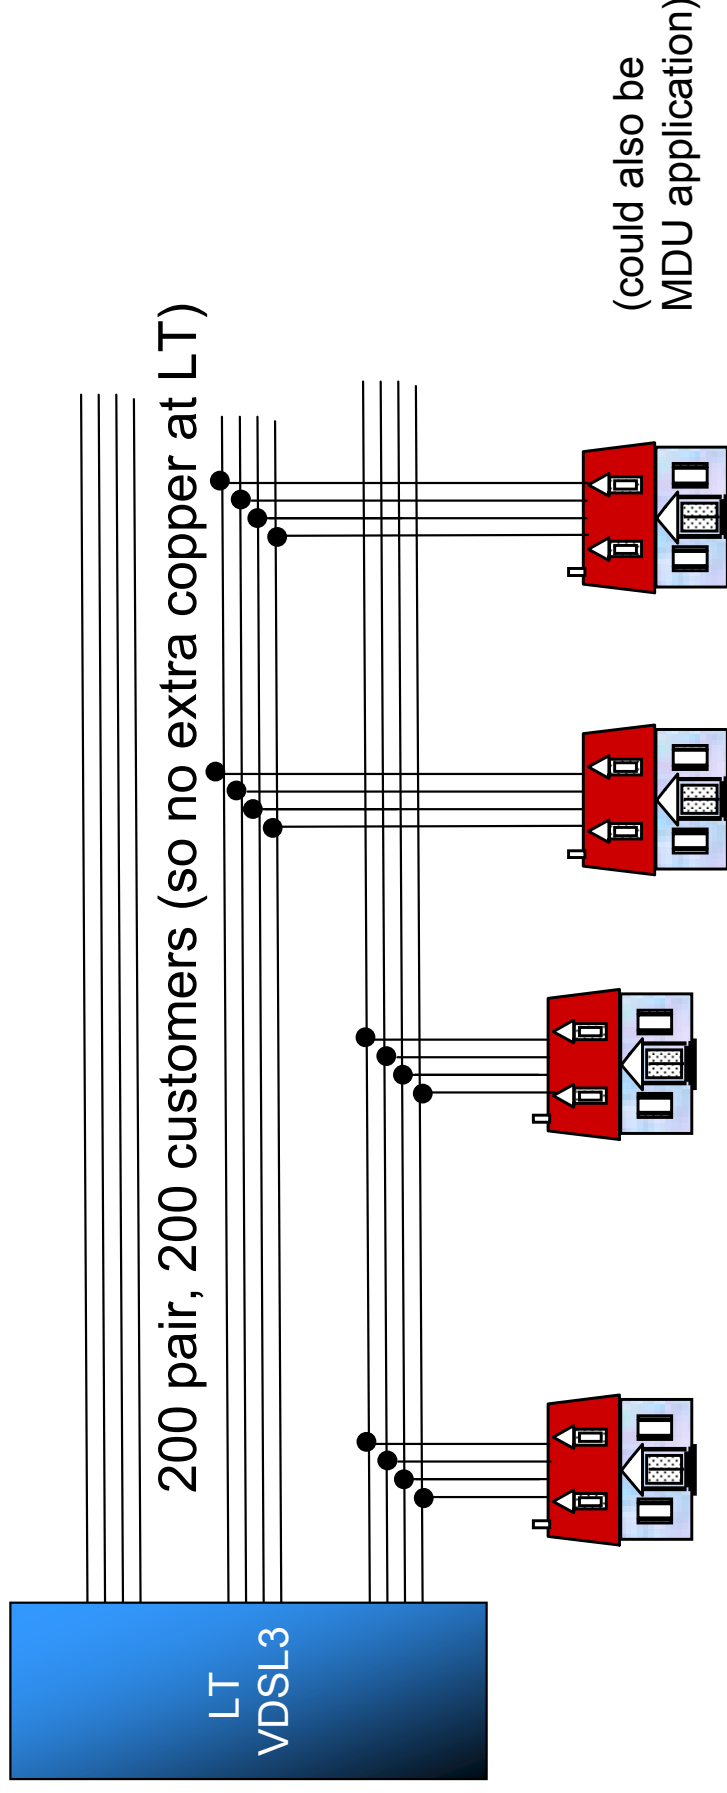 200 pair, 200 customers (so no extra copper at LT)
LT
VDSL3
(could also be
MDU application)